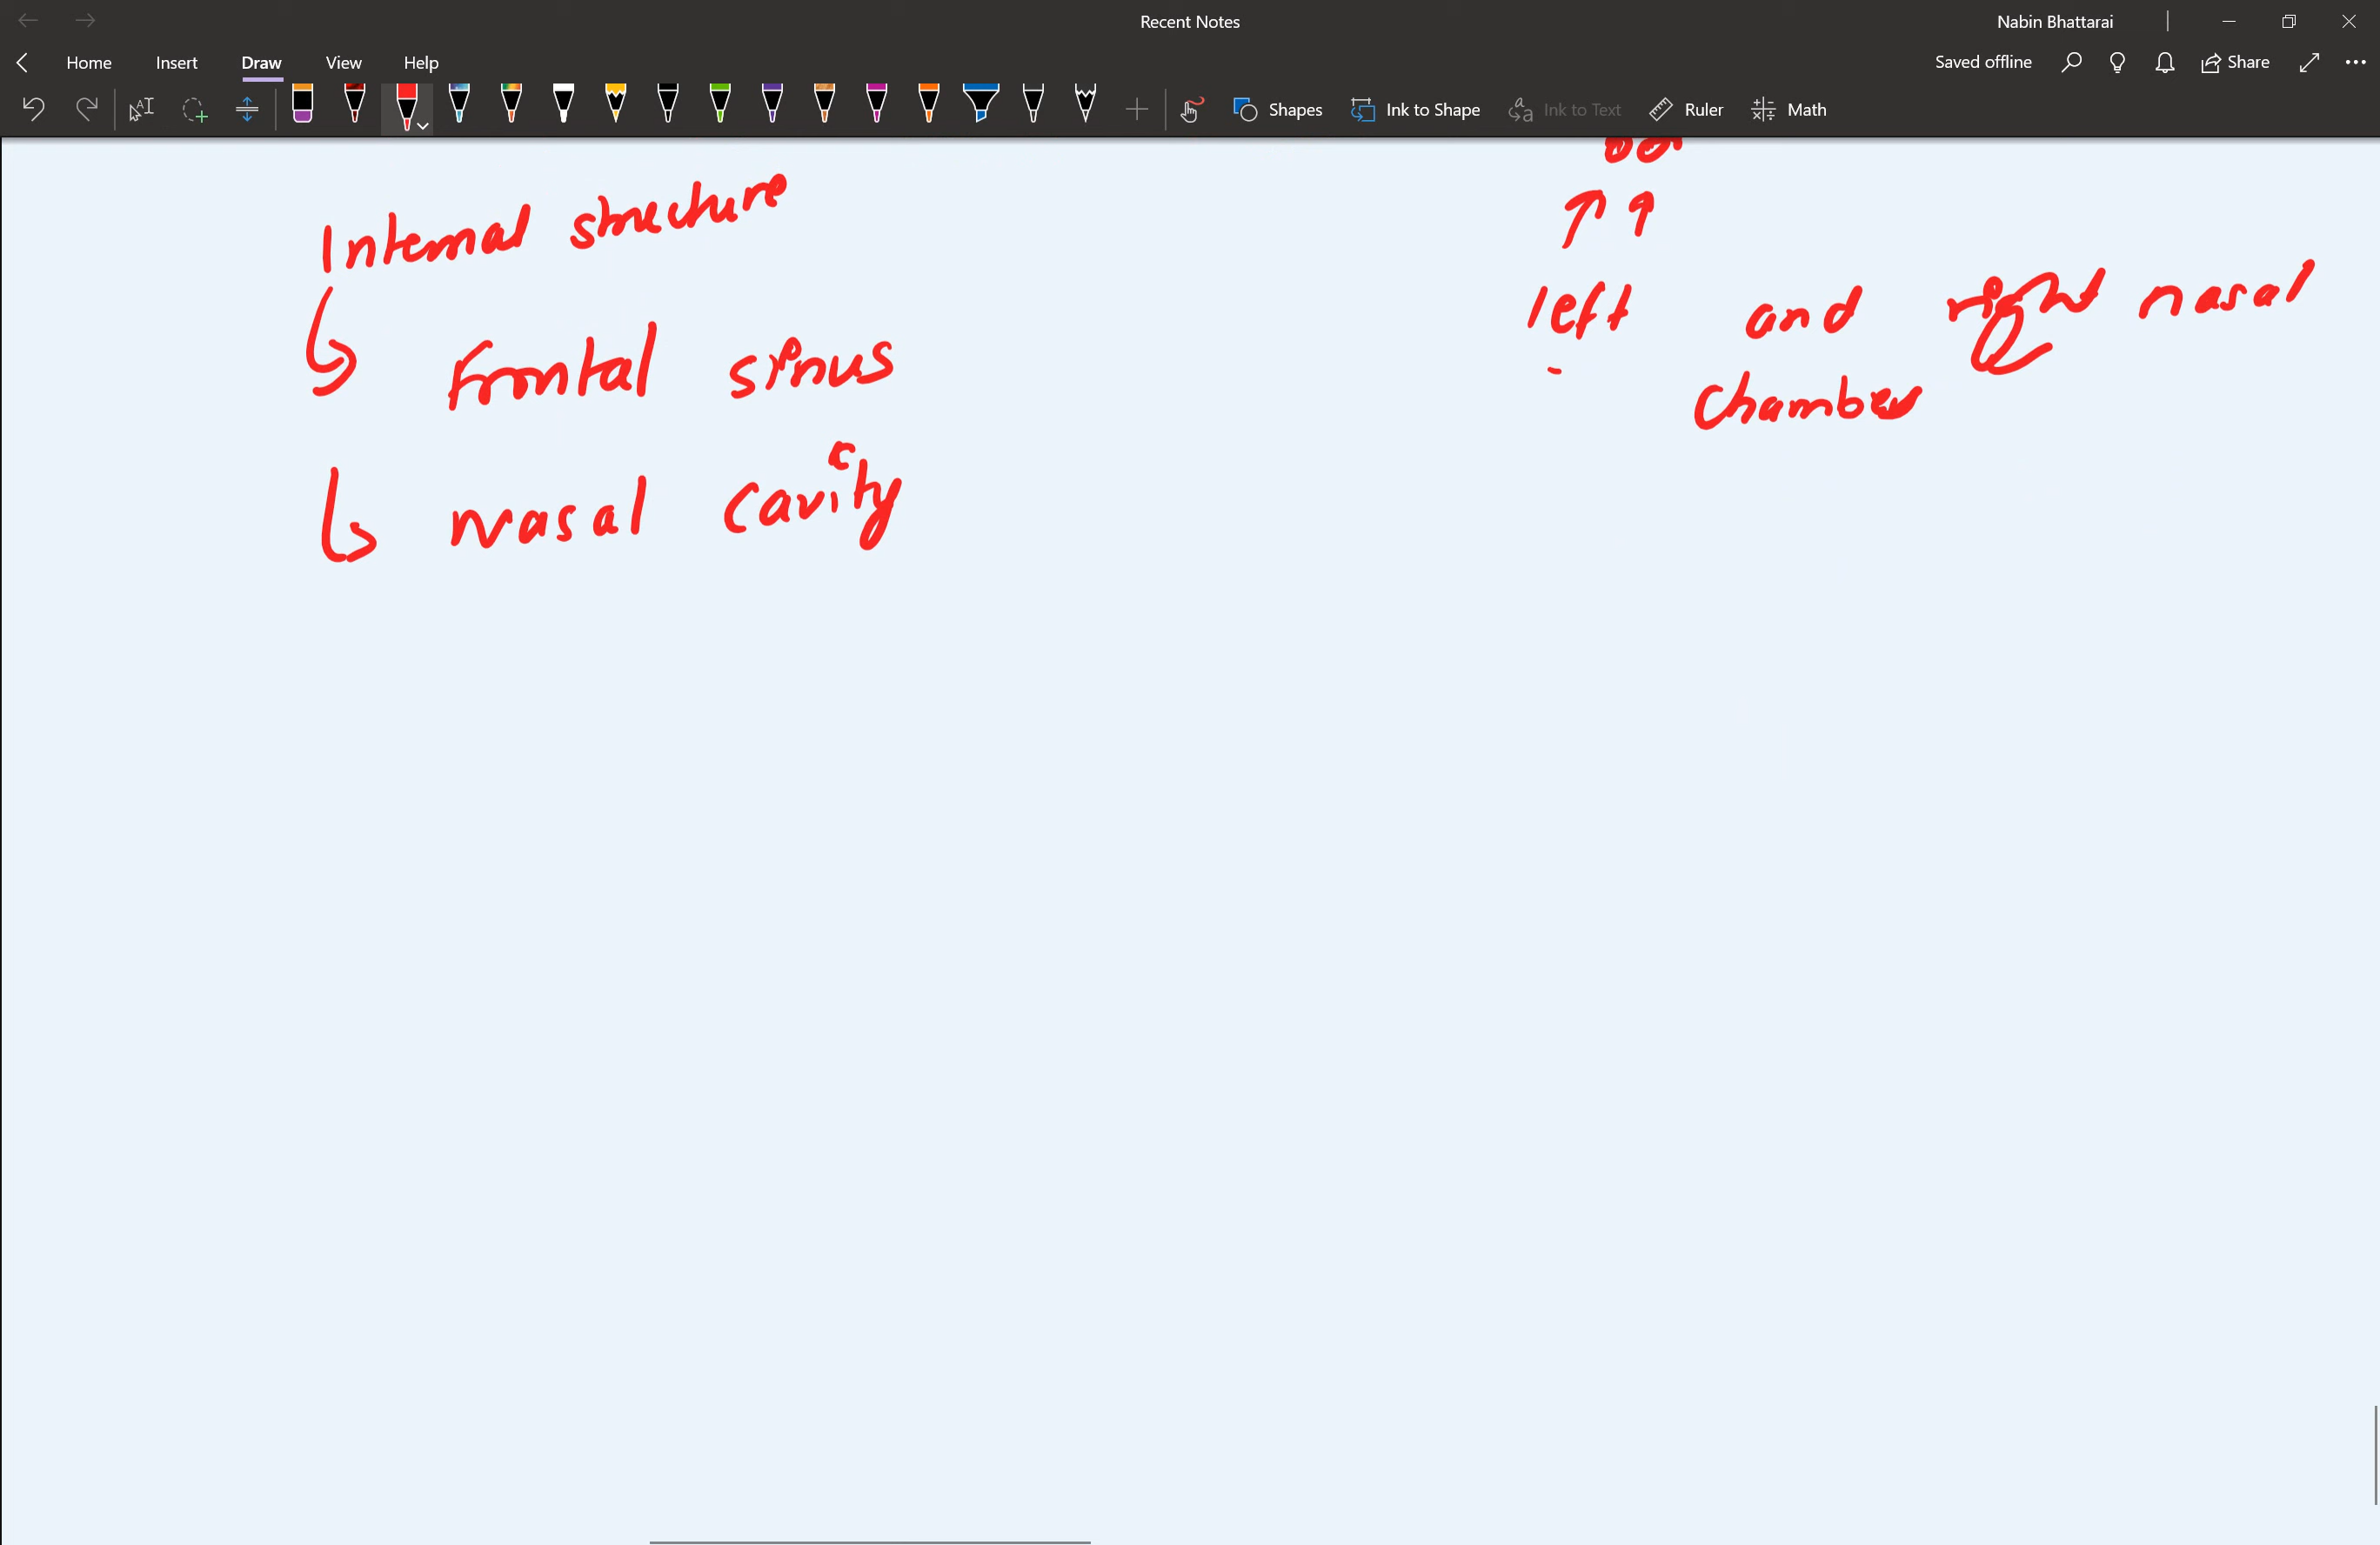 Recent Notes
Nabin Bhattarai
Home Insert Draw View Help
Saved offline Share
Shapes Ink to Shape Ink to Text Ruler Math
Internal structure
Frontal sinus
nasal cavity
left and right nasal
chamber